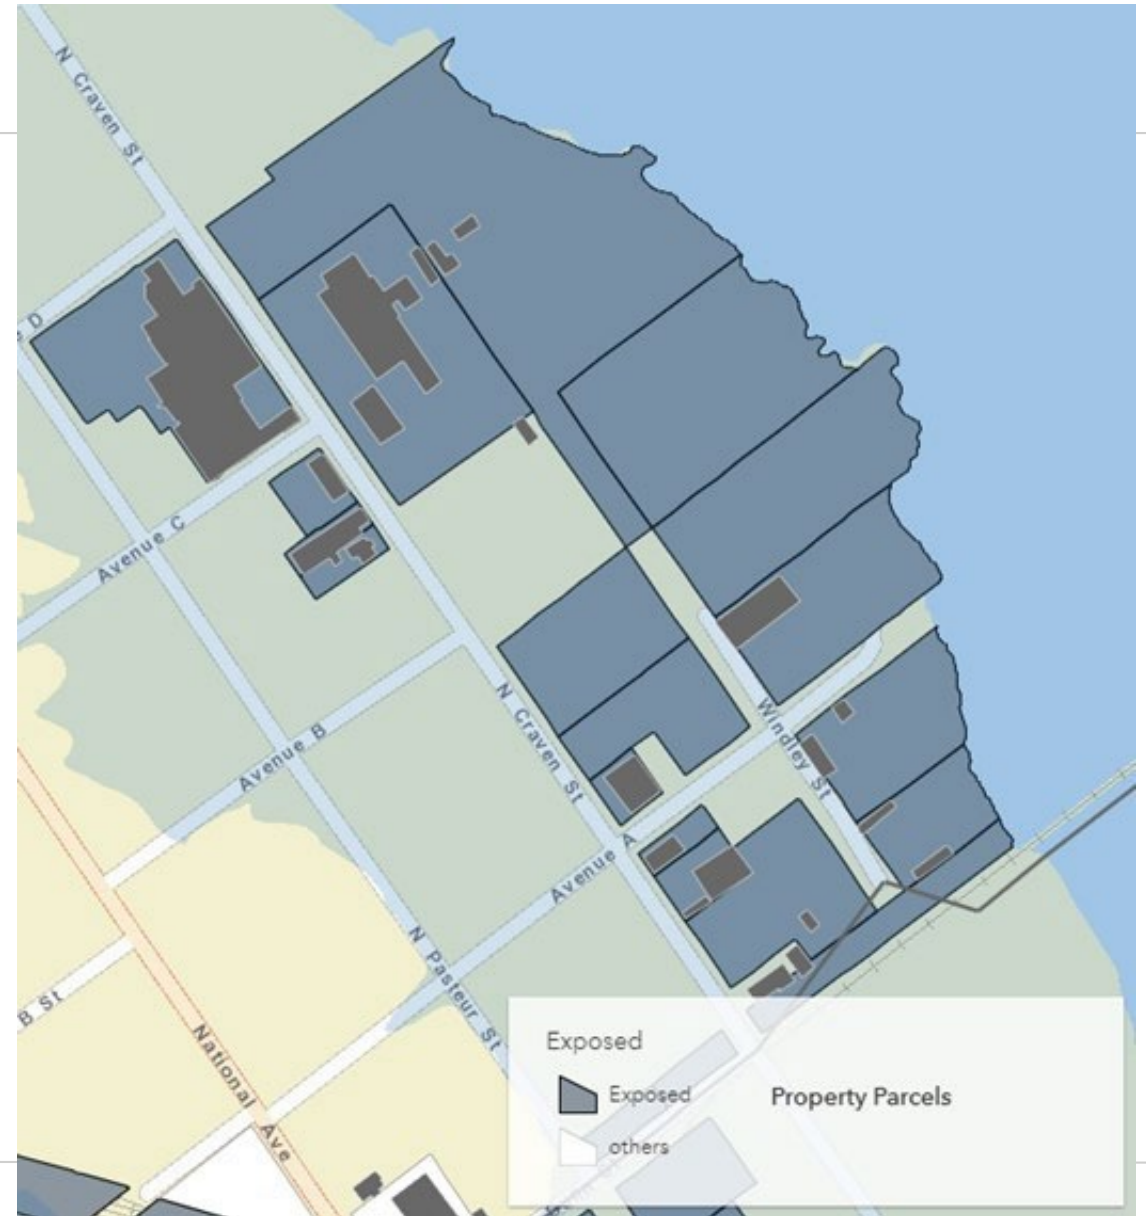 N Craven St
D
Avenue C
N Craven St
Windley St
Avenue B
Avenue A
N Pasteur St
B St
National Ave
Exposed
Exposed
Property Parcels
others